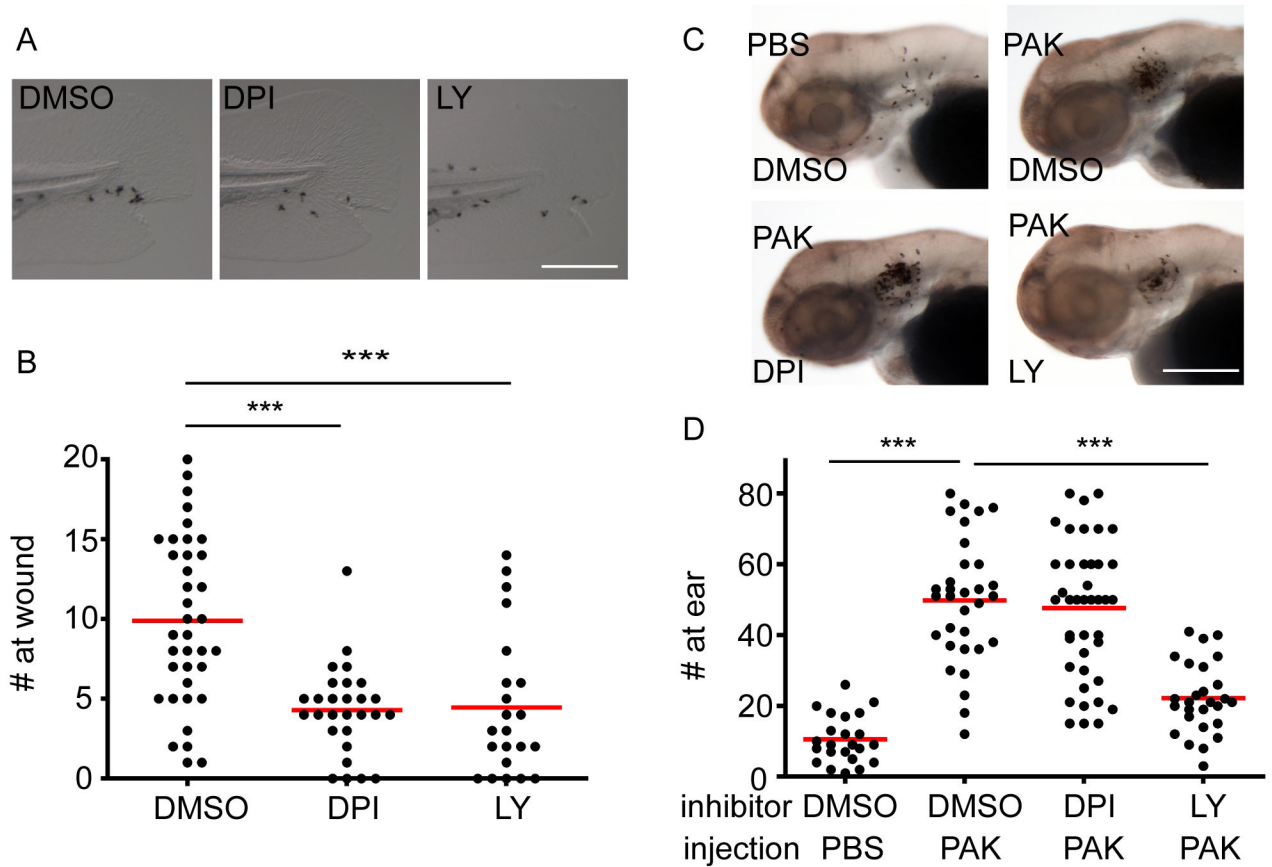 A
DMSO DPI LY
B
***
***
20
15
10
5
0
# at wound
DMSO DPI LY
C
PBS PAK
DMSO DMSO
PAK PAK
DPI LY
D
*** ***
80
60
40
20
0
# at ear
inhibitor DMSO DMSO DPI LY
injection PBS PAK PAK PAK